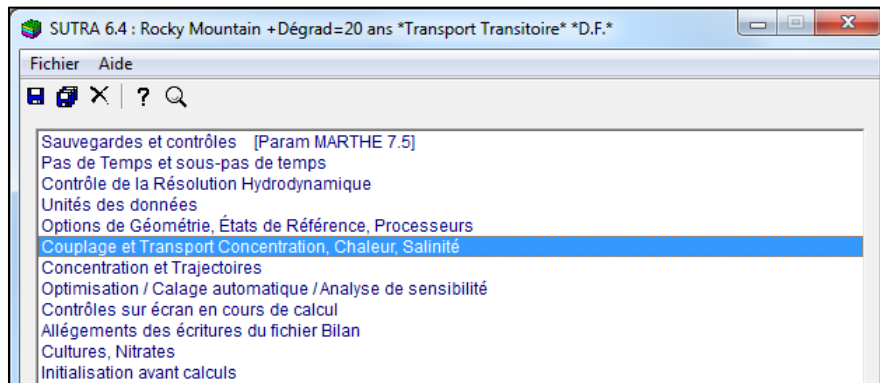 SUTRA 6.4 : Rocky Mountain +Dégrad=20 ans *Transport Transitoire* *D.F.*
Fichier Aide
Sauvegardes et contrôles [Param MARTHE 7.5]
Pas de Temps et sous-pas de temps
Contrôle de la Résolution Hydrodynamique
Unités des données
Options de Géométrie, États de Référence, Processeurs
Couplage et Transport Concentration, Chaleur, Salinité
Concentration et Trajectoires
Optimisation / Calage automatique / Analyse de sensibilité
Contrôles sur écran en cours de calcul
Allégements des écritures du fichier Bilan
Cultures, Nitrates
Initialisation avant calculs